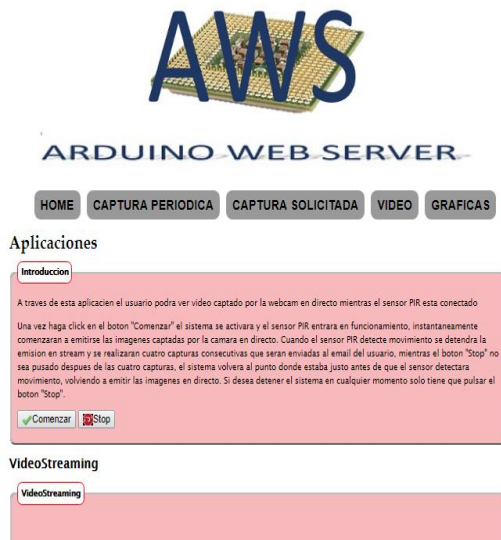 AWS
ARDUINO WEB SERVER
HOME CAPTURA PERIODICA CAPTURA SOLICITADA VIDEO GRAFICAS
Aplicaciones
Introduccion
A traves de esta aplicacien el usuario podra ver video captado por la webcam en directo mientras el sensor PIR esta conectado
Una vez haga click en el boton "Comenzar" el sistema se activara y el sensor PIR entrara en funcionamiento, instantaneamente
comenzaran a emitirse las imagenes captadas por la camara en directo. Cuando el sensor PIR detecte movimiento se detendra la
emision en stream y se realizaran cuatro capturas consecutivas que seran enviadas al email del usuario, mientras el boton "Stop" no
sea pusado despues de las cuatro capturas, el sistema volvera al punto donde estaba justo antes de que el sensor detectara
movimiento, volviendo a emitir las imagenes en directo. Si desea detener el sistema en cualquier momento solo tiene que pulsar el
boton "Stop".
Comenzar Stop
VideoStreaming
VideoStreaming